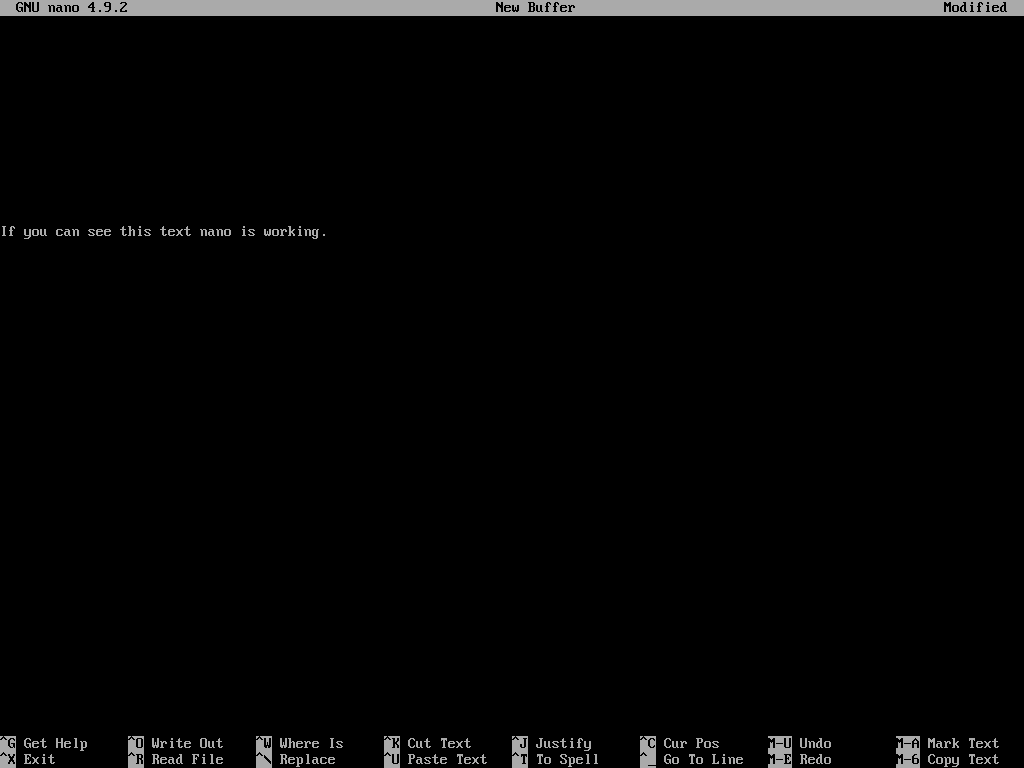 GNU nano 4.9.2 New Buffer Modified
If you can see this text nano is working.
^G Get Help ^O Write Out ^W Where Is ^K Cut Text ^J Justify ^C Cur Pos M-U Undo M-A Mark Text
^X Exit ^R Read File ^\ Replace ^U Paste Text ^T To Spell ^_ Go To Line M-E Redo M-6 Copy Text